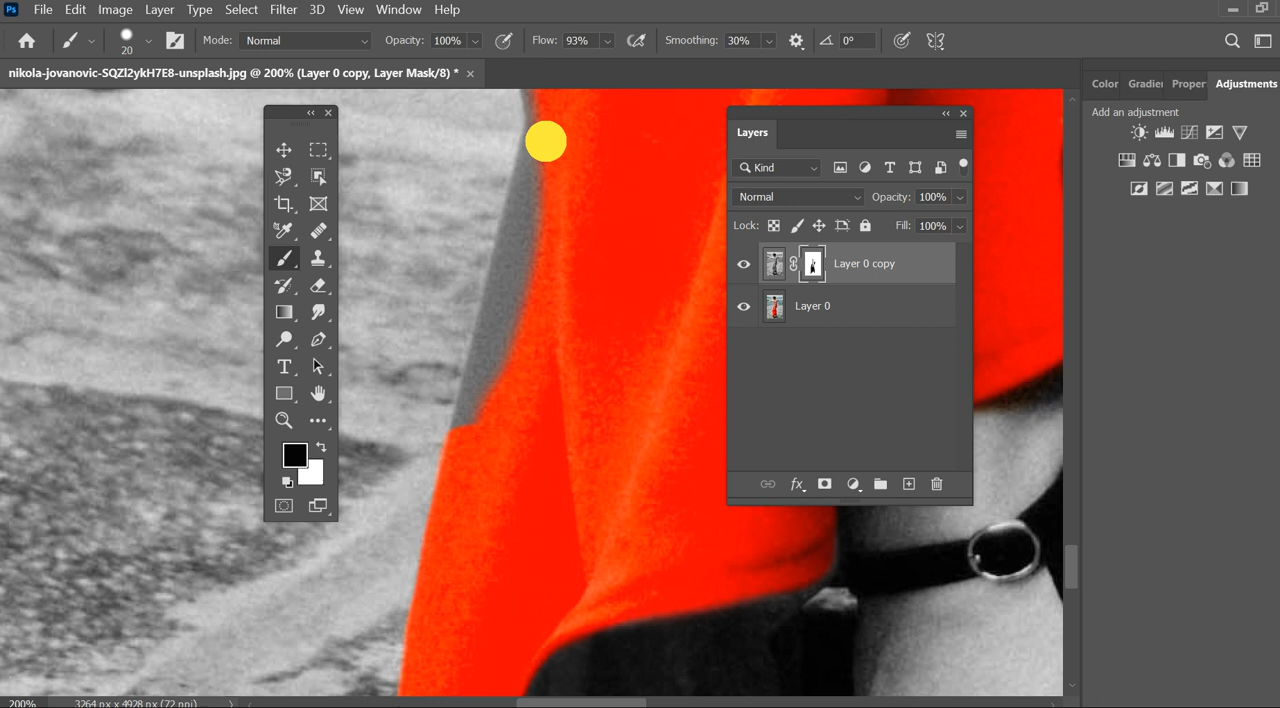 Ps File Edit Image Layer Type Select Filter 3D View Window Help
20 Mode: Normal Opacity: 100% Flow: 93% Smoothing: 30% 0°
nikola-jovanovic-SQZl2ykH7E8-unsplash.jpg @ 200% (Layer 0 copy, Layer Mask/8) * ×
Color Gradie Proper Adjustments
Add an adjustment
Layers
Kind
Normal Opacity: 100%
Lock: Fill: 100%
Layer 0 copy
Layer 0
200% 3264 px x 4928 px (72 ppi)